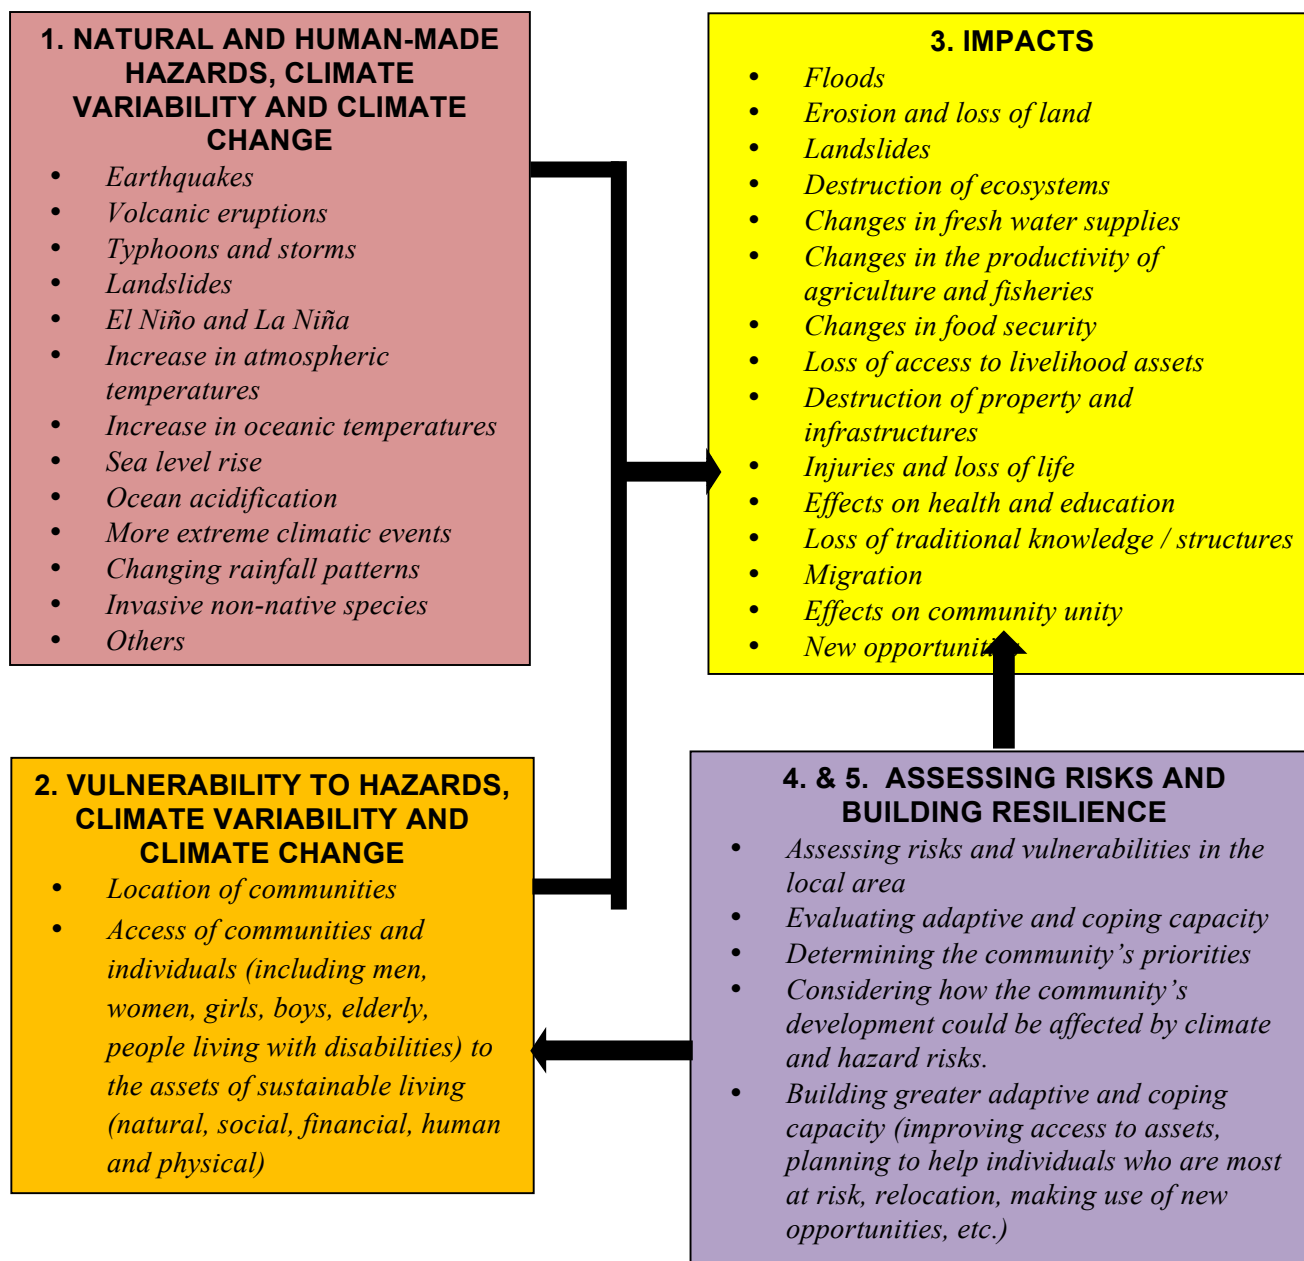 1. NATURAL AND HUMAN-MADE
HAZARDS, CLIMATE
VARIABILITY AND CLIMATE
CHANGE
• Earthquakes
• Volcanic eruptions
• Typhoons and storms
• Landslides
• El Niño and La Niña
• Increase in atmospheric
temperatures
• Increase in oceanic temperatures
• Sea level rise
• Ocean acidification
• More extreme climatic events
• Changing rainfall patterns
• Invasive non-native species
• Others
3. IMPACTS
• Floods
• Erosion and loss of land
• Landslides
• Destruction of ecosystems
• Changes in fresh water supplies
• Changes in the productivity of
agriculture and fisheries
• Changes in food security
• Loss of access to livelihood assets
• Destruction of property and
infrastructures
• Injuries and loss of life
• Effects on health and education
• Loss of traditional knowledge / structures
• Migration
• Effects on community unity
• New opportunities
2. VULNERABILITY TO HAZARDS,
CLIMATE VARIABILITY AND
CLIMATE CHANGE
• Location of communities
• Access of communities and
individuals (including men,
women, girls, boys, elderly,
people living with disabilities) to
the assets of sustainable living
(natural, social, financial, human
and physical)
4. & 5. ASSESSING RISKS AND
BUILDING RESILIENCE
• Assessing risks and vulnerabilities in the
local area
• Evaluating adaptive and coping capacity
• Determining the community’s priorities
• Considering how the community’s
development could be affected by climate
and hazard risks.
• Building greater adaptive and coping
capacity (improving access to assets,
planning to help individuals who are most
at risk, relocation, making use of new
opportunities, etc.)